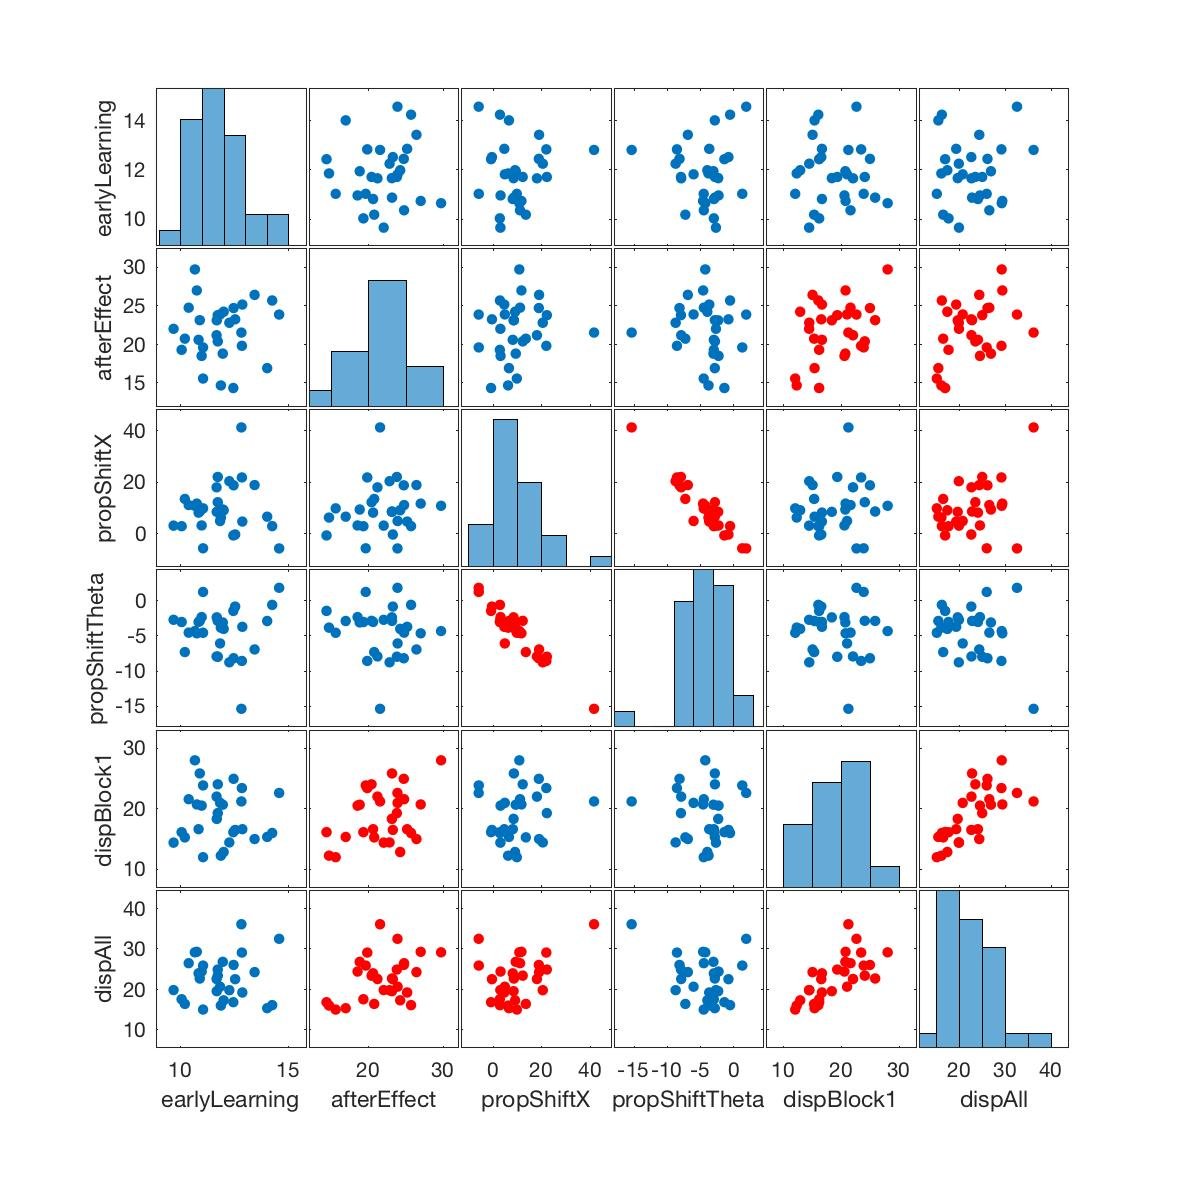 earlyLearning
14
12
10
afterEffect
30
25
20
15
propShiftX
40
20
0
propShiftTheta
0
-5
-10
-15
dispBlock1
30
20
10
dispAll
40
30
20
10
10 15 20 30 0 20 40 -15 -10 -5 0 10 20 30 20 30 40
earlyLearning afterEffect propShiftX propShiftTheta dispBlock1 dispAll